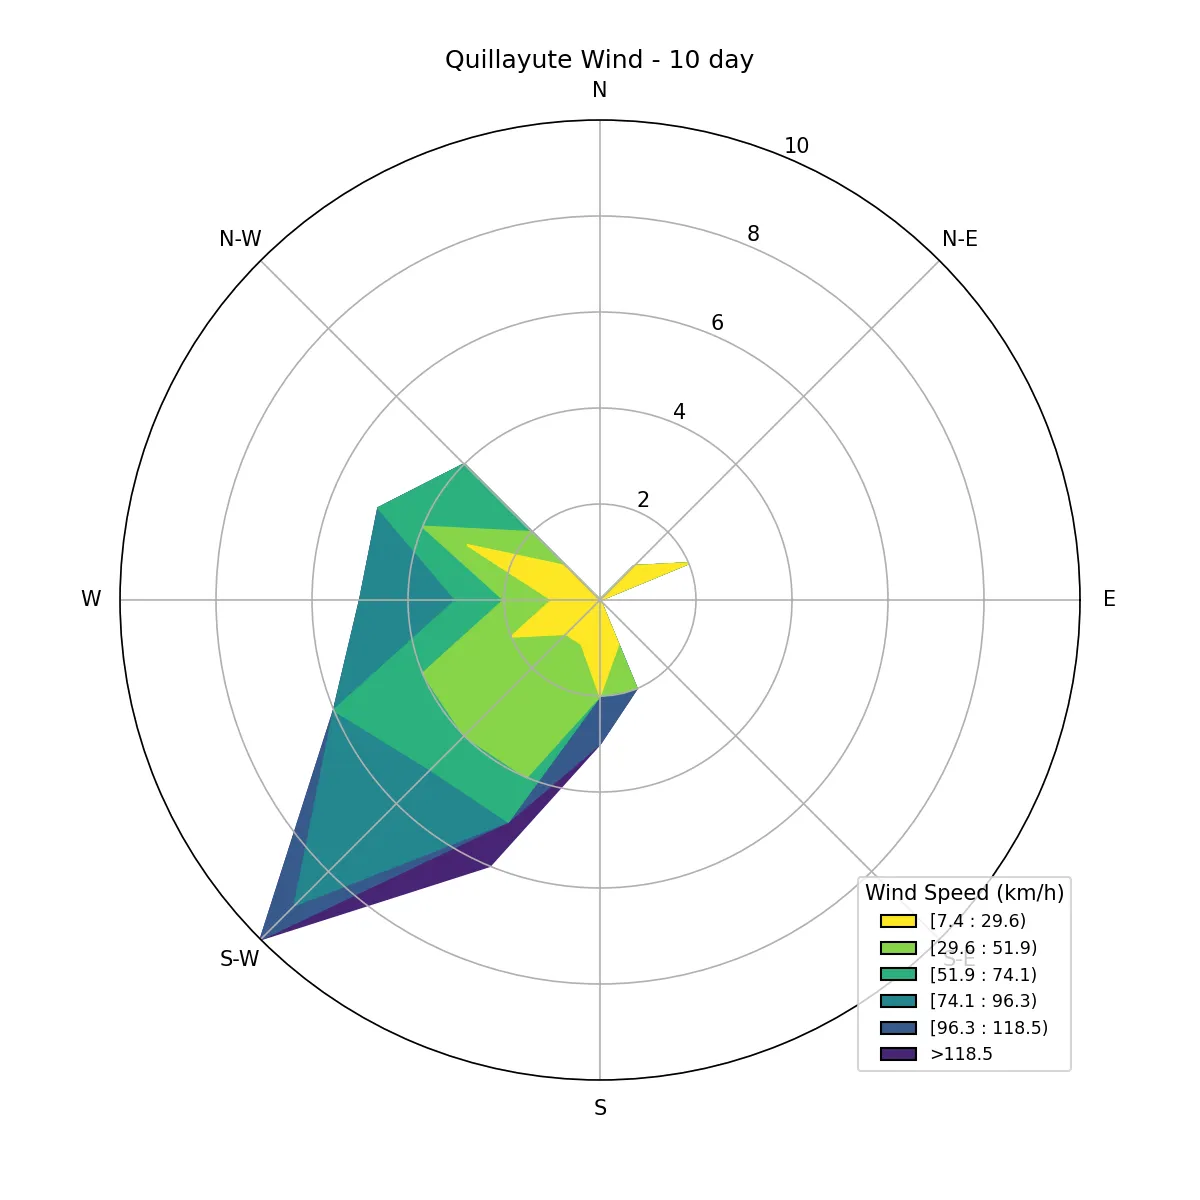 Quillayute Wind - 10 day
N
10
N-W
8
N-E
6
4
2
W
E
S-W
S-E
S
Wind Speed (km/h)
[7.4 : 29.6)
[29.6 : 51.9)
[51.9 : 74.1)
[74.1 : 96.3)
[96.3 : 118.5)
>118.5